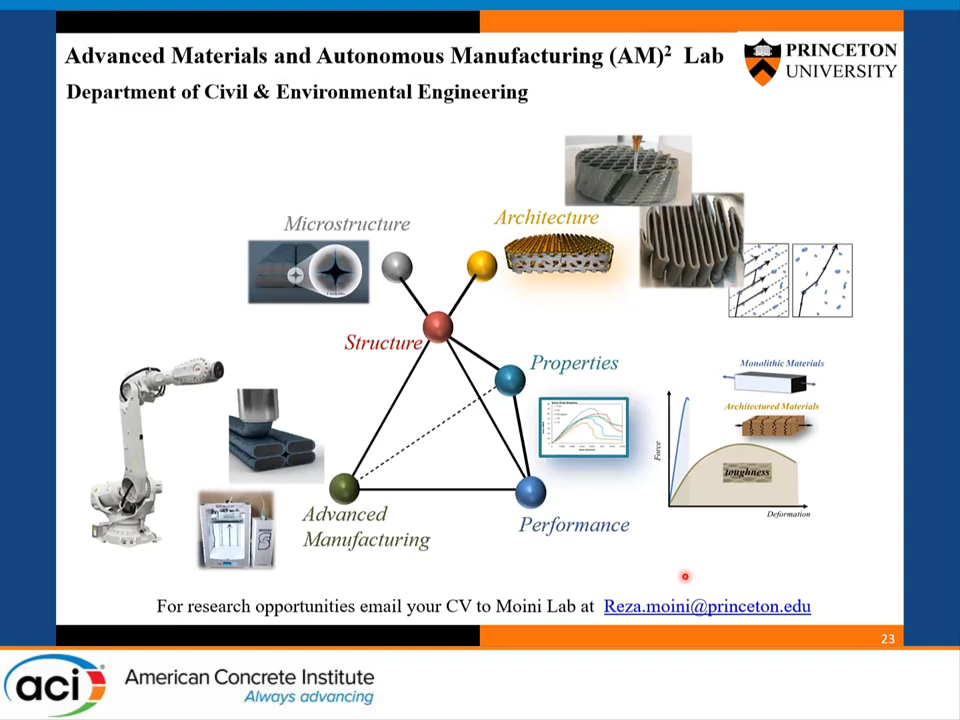 Advanced Materials and Autonomous Manufacturing (AM)² Lab
PRINCETON
UNIVERSITY
Department of Civil & Environmental Engineering
Microstructure
Architecture
Structure
Properties
Monolithic Materials
Architectured Materials
Force
toughness
Deformation
Advanced
Manufacturing
Performance
For research opportunities email your CV to Moini Lab at Reza.moini@princeton.edu
23
aci
American Concrete Institute
Always advancing